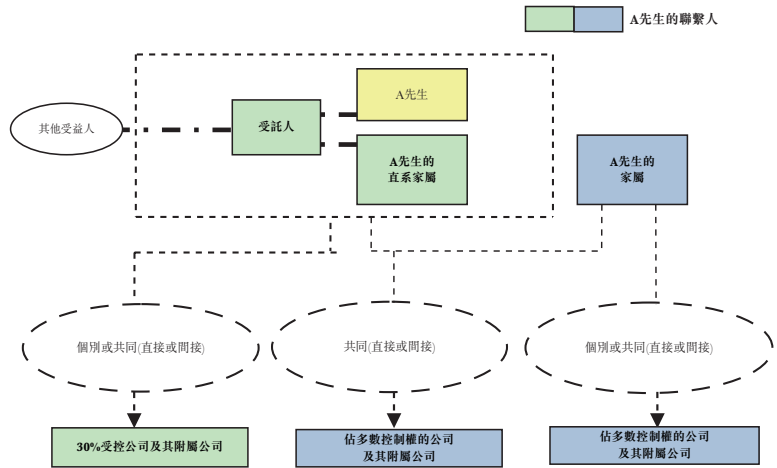 A先生的聯繫人
其他受益人
受託人
A先生
A先生的
直系家屬
A先生的
家屬
個別或共同(直接或間接)
共同(直接或間接)
個別或共同(直接或間接)
30%受控公司及其附屬公司
佔多數控制權的公司
及其附屬公司
佔多數控制權的公司
及其附屬公司